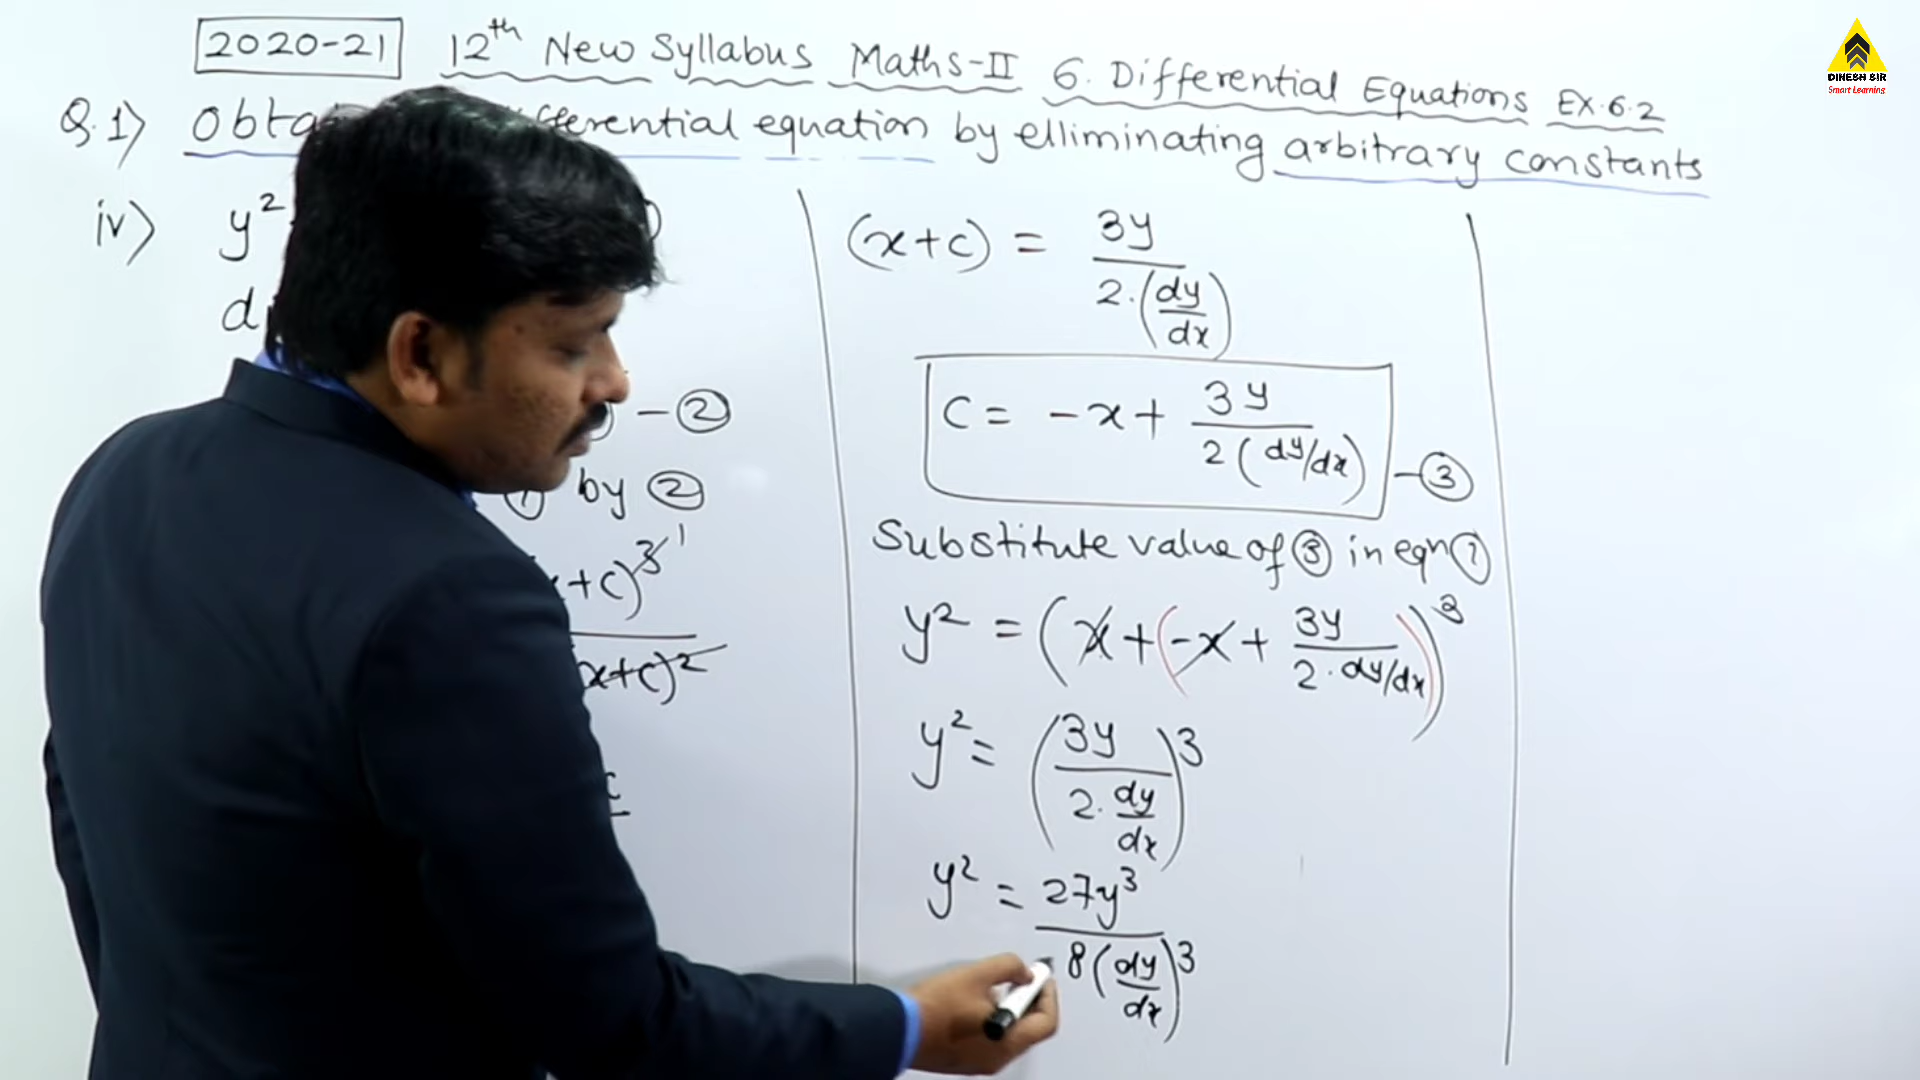 2020-21 12th New Syllabus Maths-II 6. Differential Equations EX.6.2
DINESH SIR
Smart Learning
Q.1) Obta fferential equation by elliminating arbitrary constants
iv) y²
d
- ②
① by ②
+c)³ 1
x+c)²
(x+c) = 3y / 2.(dy/dx)
C = -x + 3y / 2(dy/dx) - ③
Substitute value of ③ in eqn ①
y² = (x+(-x+ 3y / 2.dy/dx))³
y² = (3y / 2.dy/dx)³
y² = 27y³ / 8(dy/dx)³